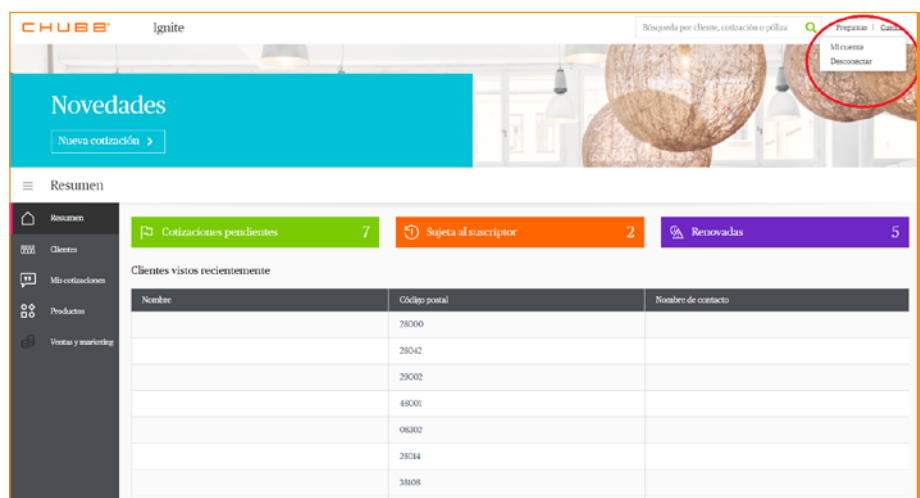 CHUBB
Ignite
Búsqueda por cliente, cotización o póliza
Preguntas |
Mi cuenta
Desconectar
Novedades
Nueva cotización >
Resumen
Resumen
Clientes
Mis cotizaciones
Productos
Ventas y marketing
Cotizaciones pendientes 7
Sujeta al suscriptor 2
Renovadas 5
Clientes vistos recientemente
Nombre Código postal Nombre de contacto
28000
28042
29002
48001
08302
28014
38108